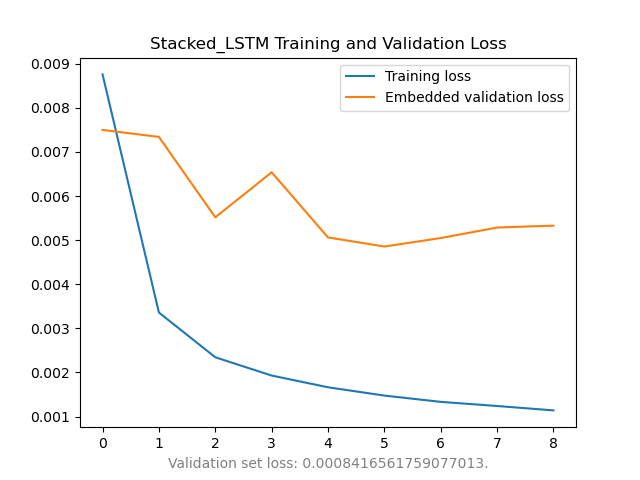 Stacked_LSTM Training and Validation Loss
Training loss
Embedded validation loss
0.009
0.008
0.007
0.006
0.005
0.004
0.003
0.002
0.001
0 1 2 3 4 5 6 7 8
Validation set loss: 0.0008416561759077013.